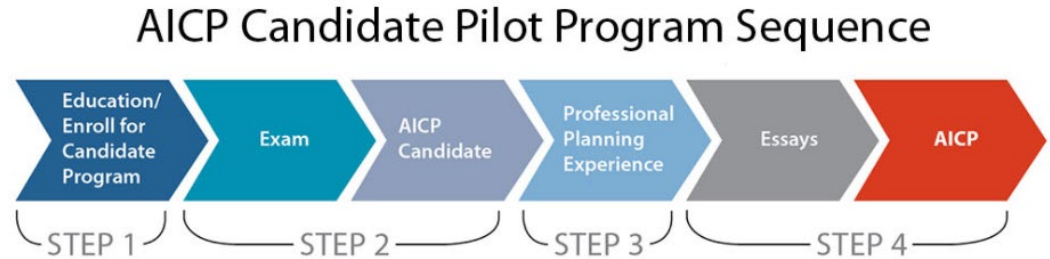 AICP Candidate Pilot Program Sequence
Education/
Enroll for
Candidate
Program
Exam
AICP
Candidate
Professional
Planning
Experience
Essays
AICP
STEP 1
STEP 2
STEP 3
STEP 4